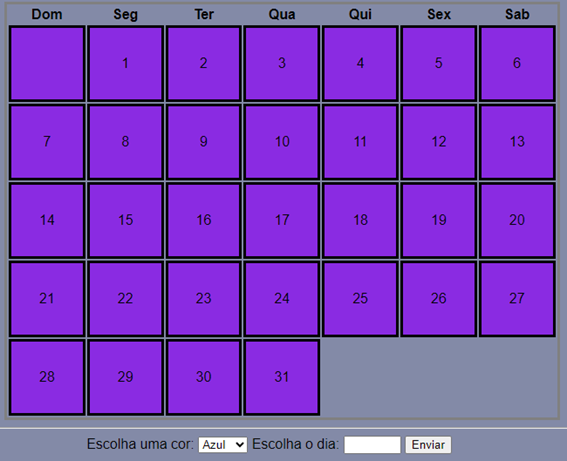 Dom Seg Ter Qua Qui Sex Sab
1 2 3 4 5 6
7 8 9 10 11 12 13
14 15 16 17 18 19 20
21 22 23 24 25 26 27
28 29 30 31
Escolha uma cor: Azul Escolha o dia: Enviar